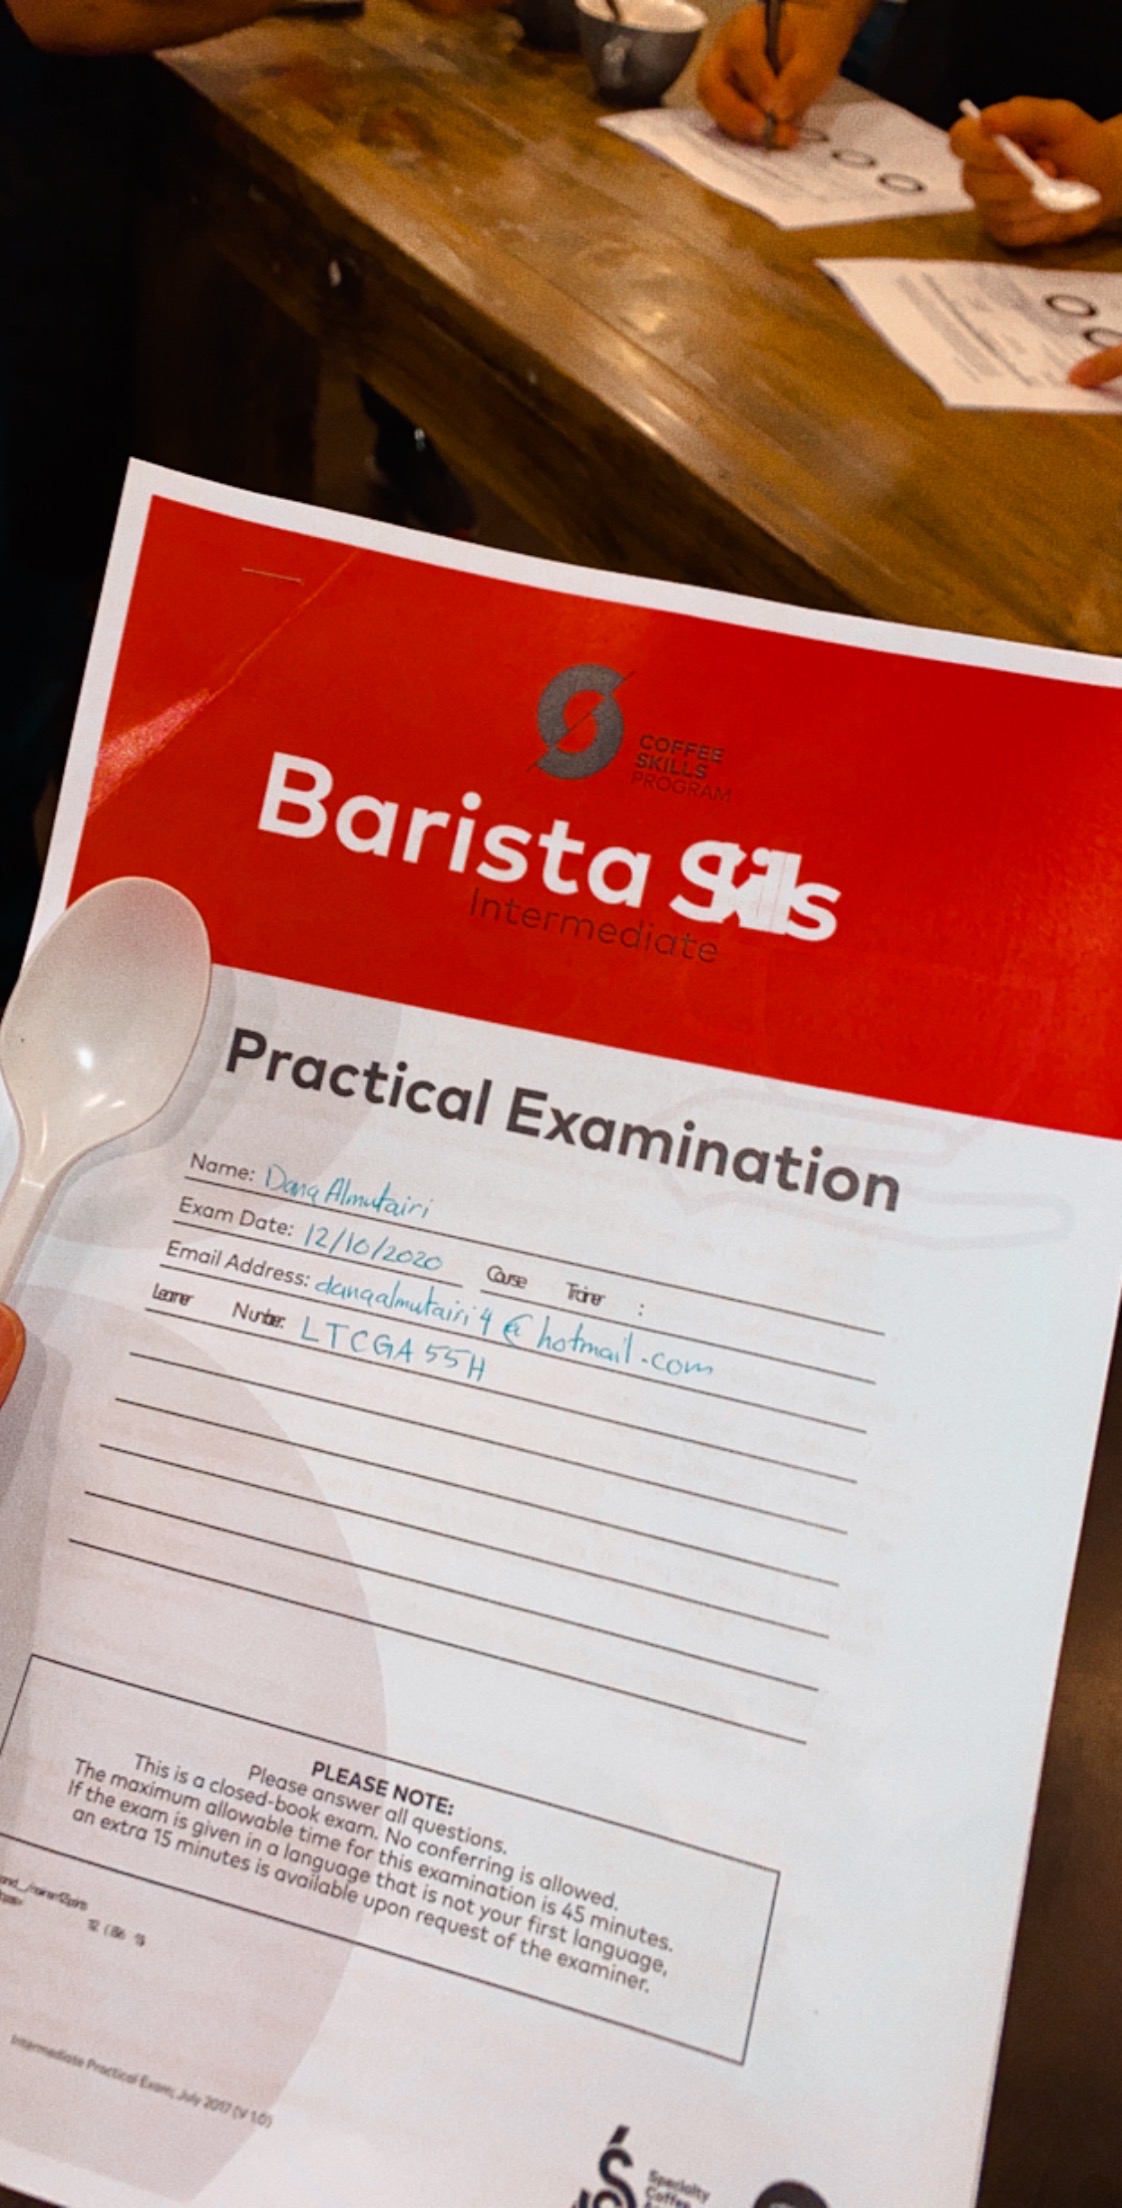 COFFEE
SKILLS
PROGRAM
Barista Skills
Intermediate
Practical Examination
Name: Dana Almutairi
Exam Date: 12/10/2020 Course Trainer :
Email Address: danaalmutairi4@hotmail.com
Learner Number: LTCGA55H
PLEASE NOTE:
Please answer all questions.
This is a closed-book exam. No conferring is allowed.
The maximum allowable time for this examination is 45 minutes.
If the exam is given in a language that is not your first language,
an extra 15 minutes is available upon request of the examiner.
Intermediate Practical Exam, July 2017 (V 1.0)
Specialty
Coffee